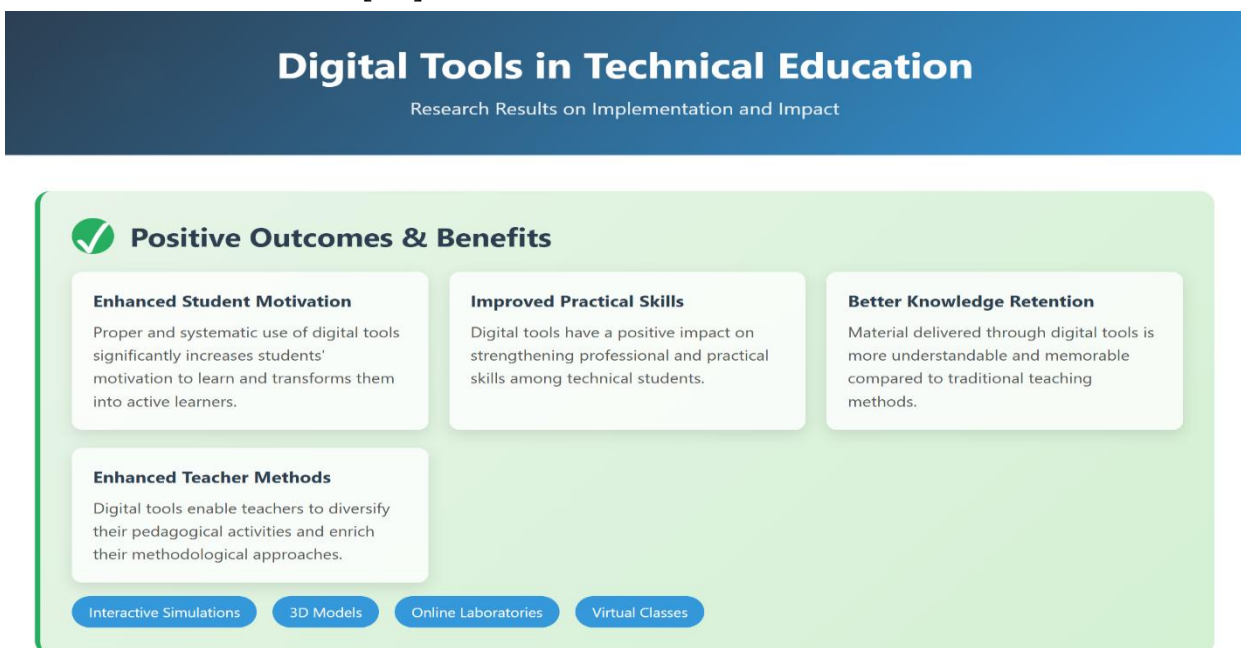 Digital Tools in Technical Education
Research Results on Implementation and Impact
Positive Outcomes & Benefits
Enhanced Student Motivation
Proper and systematic use of digital tools
significantly increases students'
motivation to learn and transforms them
into active learners.
Improved Practical Skills
Digital tools have a positive impact on
strengthening professional and practical
skills among technical students.
Better Knowledge Retention
Material delivered through digital tools is
more understandable and memorable
compared to traditional teaching
methods.
Enhanced Teacher Methods
Digital tools enable teachers to diversify
their pedagogical activities and enrich
their methodological approaches.
Interactive Simulations
3D Models
Online Laboratories
Virtual Classes